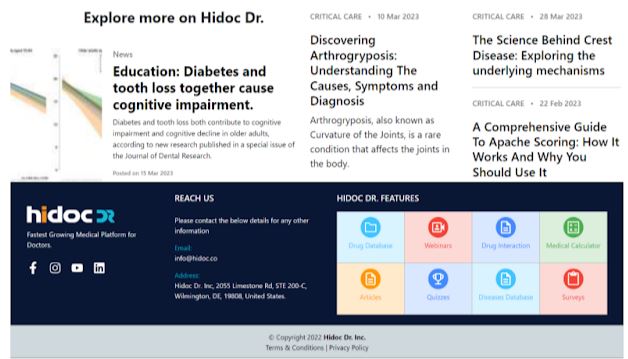 Explore more on Hidoc Dr.
News
Education: Diabetes and
tooth loss together cause
cognitive impairment.
Diabetes and tooth loss both contribute to cognitive
impairment and cognitive decline in older adults,
according to new research published in a special issue of
the Journal of Dental Research.
Posted on 15 Mar 2023
CRITICAL CARE • 10 Mar 2023
Discovering
Arthrogryposis:
Understanding The
Causes, Symptoms and
Diagnosis
Arthrogryposis, also known as
Curvature of the Joints, is a rare
condition that affects the joints in
the body.
CRITICAL CARE • 28 Mar 2023
The Science Behind Crest
Disease: Exploring the
underlying mechanisms
CRITICAL CARE • 22 Feb 2023
A Comprehensive Guide
To Apache Scoring: How It
Works And Why You
Should Use It
hidoc DR
Fastest Growing Medical Platform for
Doctors.
REACH US
Please contact the below details for any other
information
Email:
info@hidoc.co
Address:
Hidoc Dr. Inc, 2055 Limestone Rd, STE 200-C,
Wilmington, DE, 19808, United States.
HIDOC DR. FEATURES
Drug Database
Webinars
Drug Interaction
Medical Calculator
Articles
Quizzes
Diseases Database
Surveys
© Copyright 2022 Hidoc Dr. Inc.
Terms & Conditions | Privacy Policy